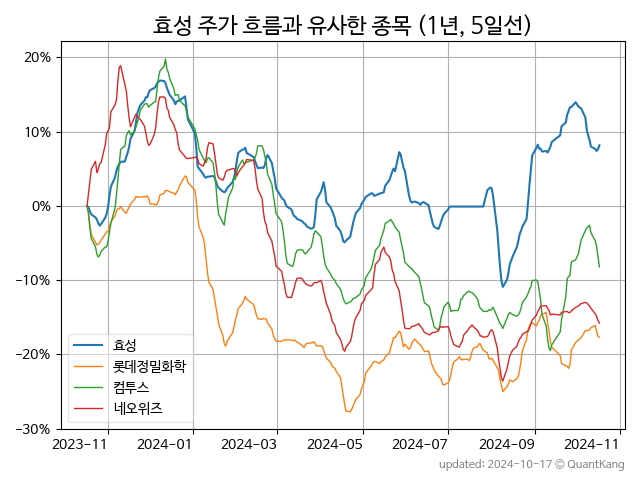 효성 주가 흐름과 유사한 종목 (1년, 5일선)
20%
10%
0%
−10%
−20%
−30%
효성
롯데정밀화학
컴투스
네오위즈
2023-11 2024-01 2024-03 2024-05 2024-07 2024-09 2024-11
updated: 2024-10-17 © QuantKang